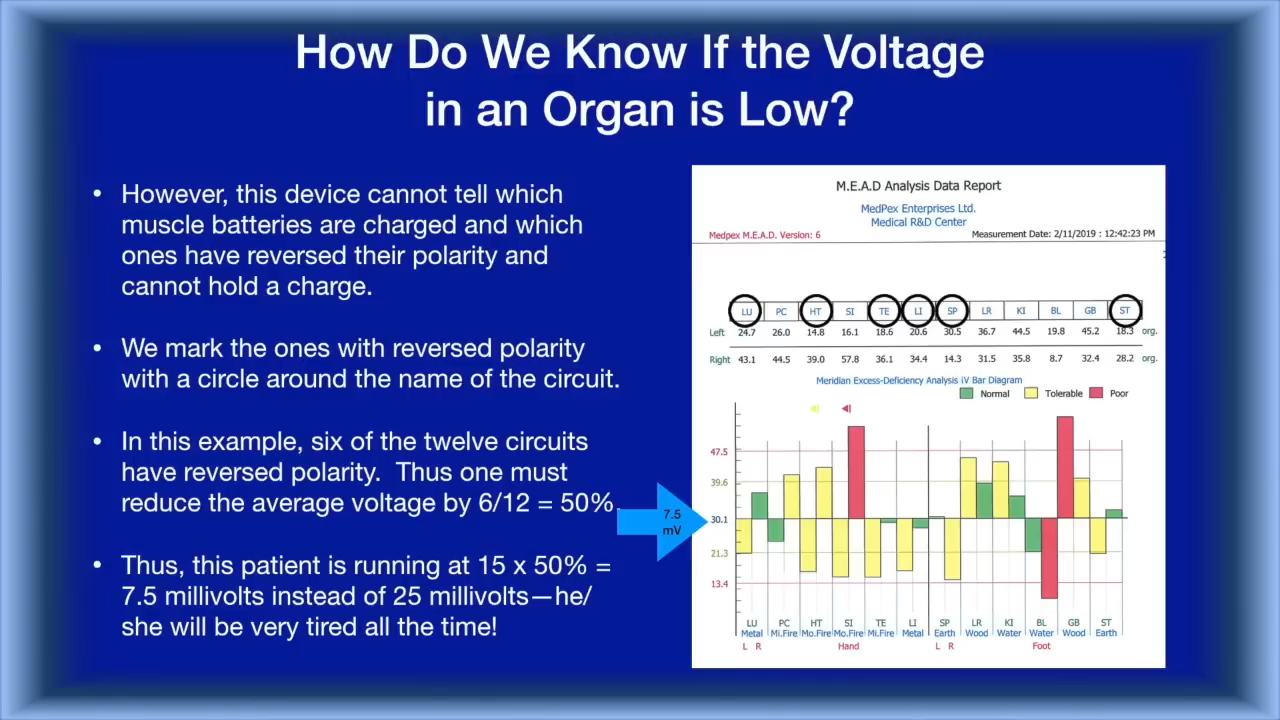 How Do We Know If the Voltage
in an Organ is Low?
• However, this device cannot tell which
muscle batteries are charged and which
ones have reversed their polarity and
cannot hold a charge.
• We mark the ones with reversed polarity
with a circle around the name of the circuit.
• In this example, six of the twelve circuits
have reversed polarity. Thus one must
reduce the average voltage by 6/12 = 50%.
• Thus, this patient is running at 15 x 50% =
7.5 millivolts instead of 25 millivolts—he/
she will be very tired all the time!
7.5
mV
M.E.A.D Analysis Data Report
MedPex Enterprises Ltd.
Medical R&D Center
Medpex M.E.A.D. Version: 6
Measurement Date: 2/11/2019 : 12:42:23 PM
LU PC HT SI TE LI SP LR KI BL GB ST
Left 24.7 26.0 14.8 16.1 18.6 20.6 30.5 36.7 44.5 19.8 45.2 18.3 org.
Right 43.1 44.5 39.0 57.8 36.1 34.4 14.3 31.5 35.8 8.7 32.4 28.2 org.
Meridian Excess-Deficiency Analysis iV Bar Diagram
Normal Tolerable Poor
47.5
39.6
30.1
21.3
13.4
LU PC HT SI TE LI SP LR KI BL GB ST
Metal Mi.Fire Mo.Fire Mo.Fire Mi.Fire Metal Earth Wood Water Water Wood Earth
L R Hand L R Foot